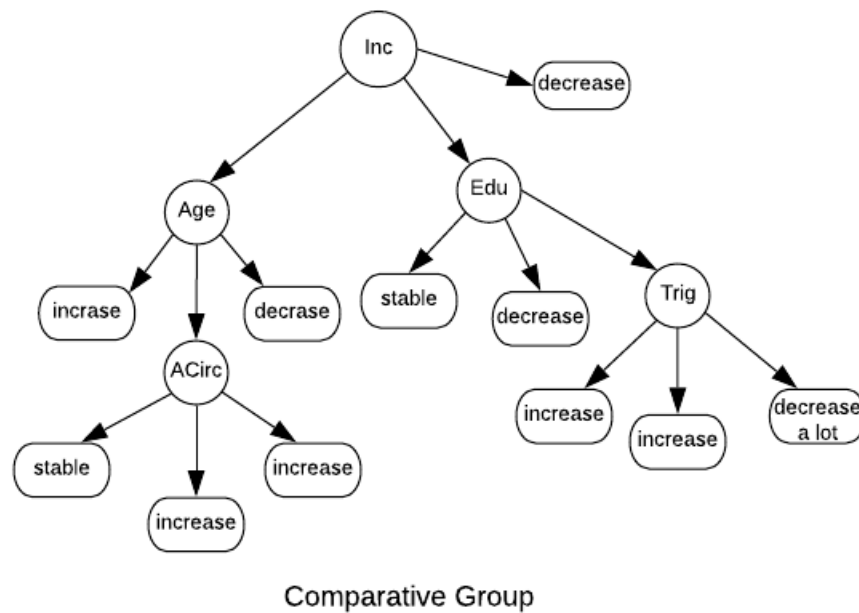 Inc
decrease
Age
Edu
incrase
decrase
stable
decrease
Trig
ACirc
stable
increase
increase
increase
increase
decrease
a lot
Comparative Group